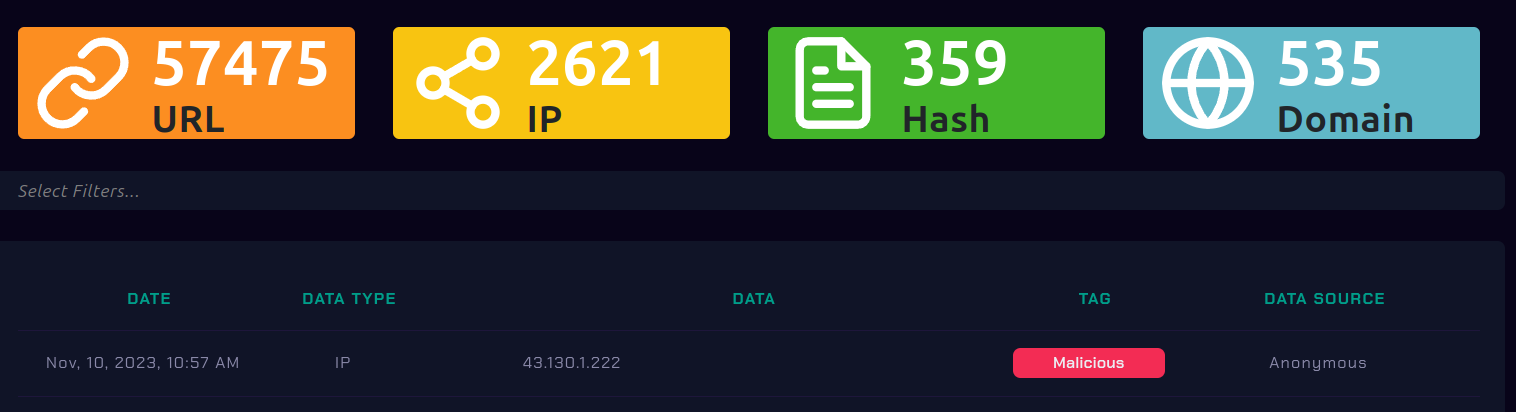 57475 2621 359 535
URL IP Hash Domain
Select Filters...
DATE DATA TYPE DATA TAG DATA SOURCE
Nov, 10, 2023, 10:57 AM IP 43.130.1.222 Malicious Anonymous